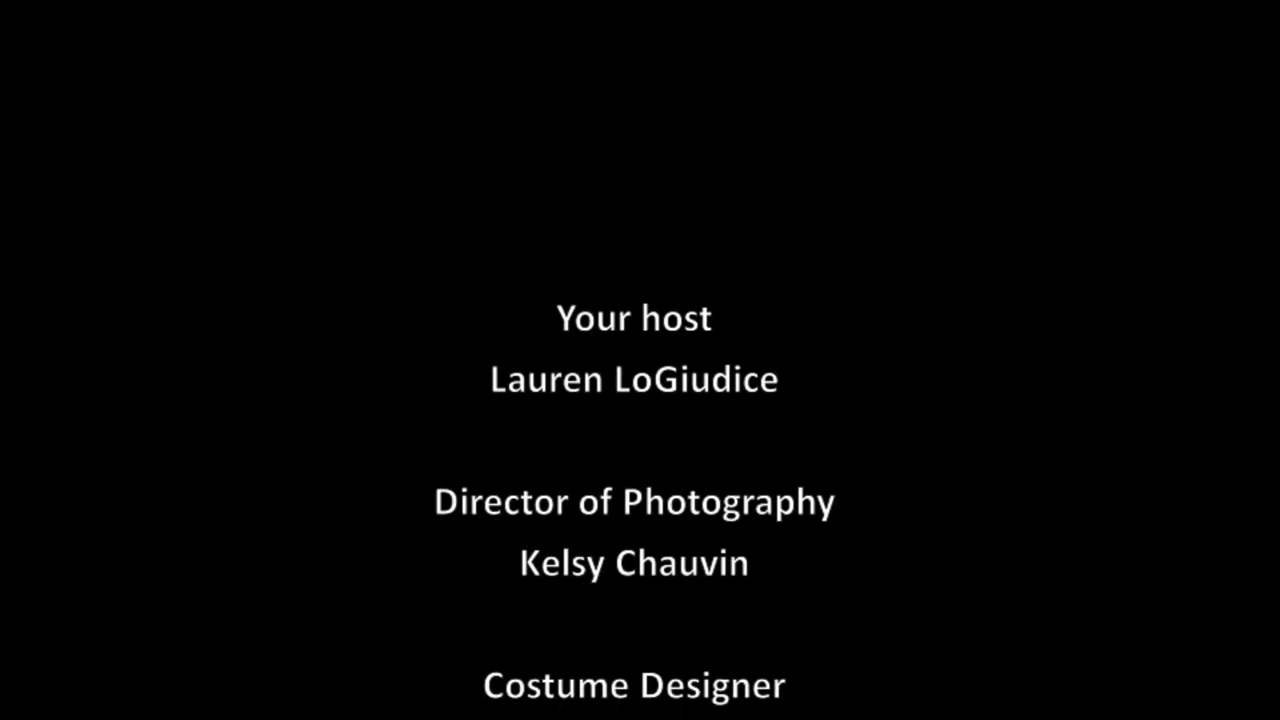 Your host
Lauren LoGiudice
Director of Photography
Kelsy Chauvin
Costume Designer